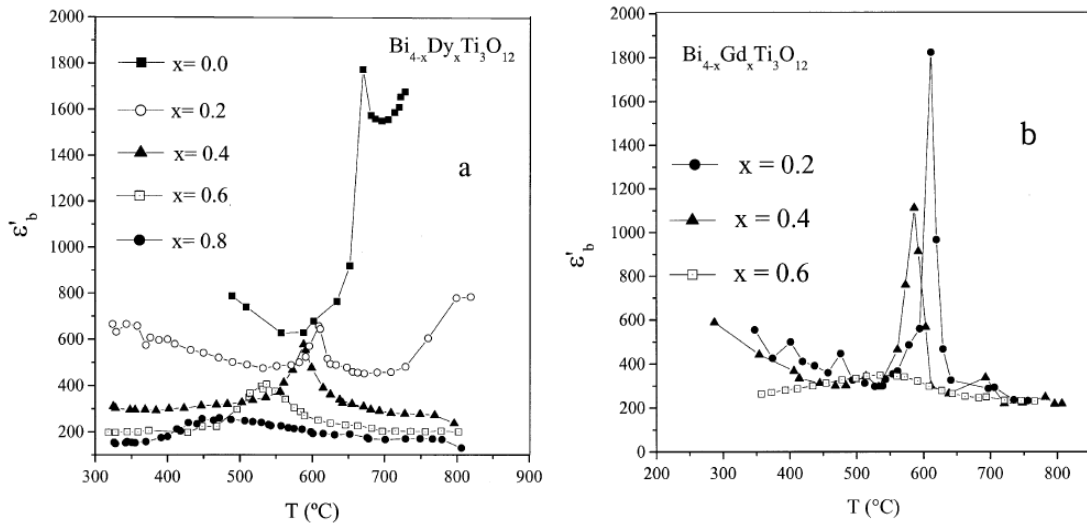 2000
1800
1600
1400
1200
1000
800
600
400
200
300 400 500 600 700 800 900
T (ºC)
ε'b
Bi4-xDyxTi3O12
x= 0.0
x= 0.2
x= 0.4
x= 0.6
x= 0.8
a
2000
1800
1600
1400
1200
1000
800
600
400
200
0
200 300 400 500 600 700 800
T (°C)
ε'b
Bi4-xGdxTi3O12
b
x = 0.2
x = 0.4
x = 0.6